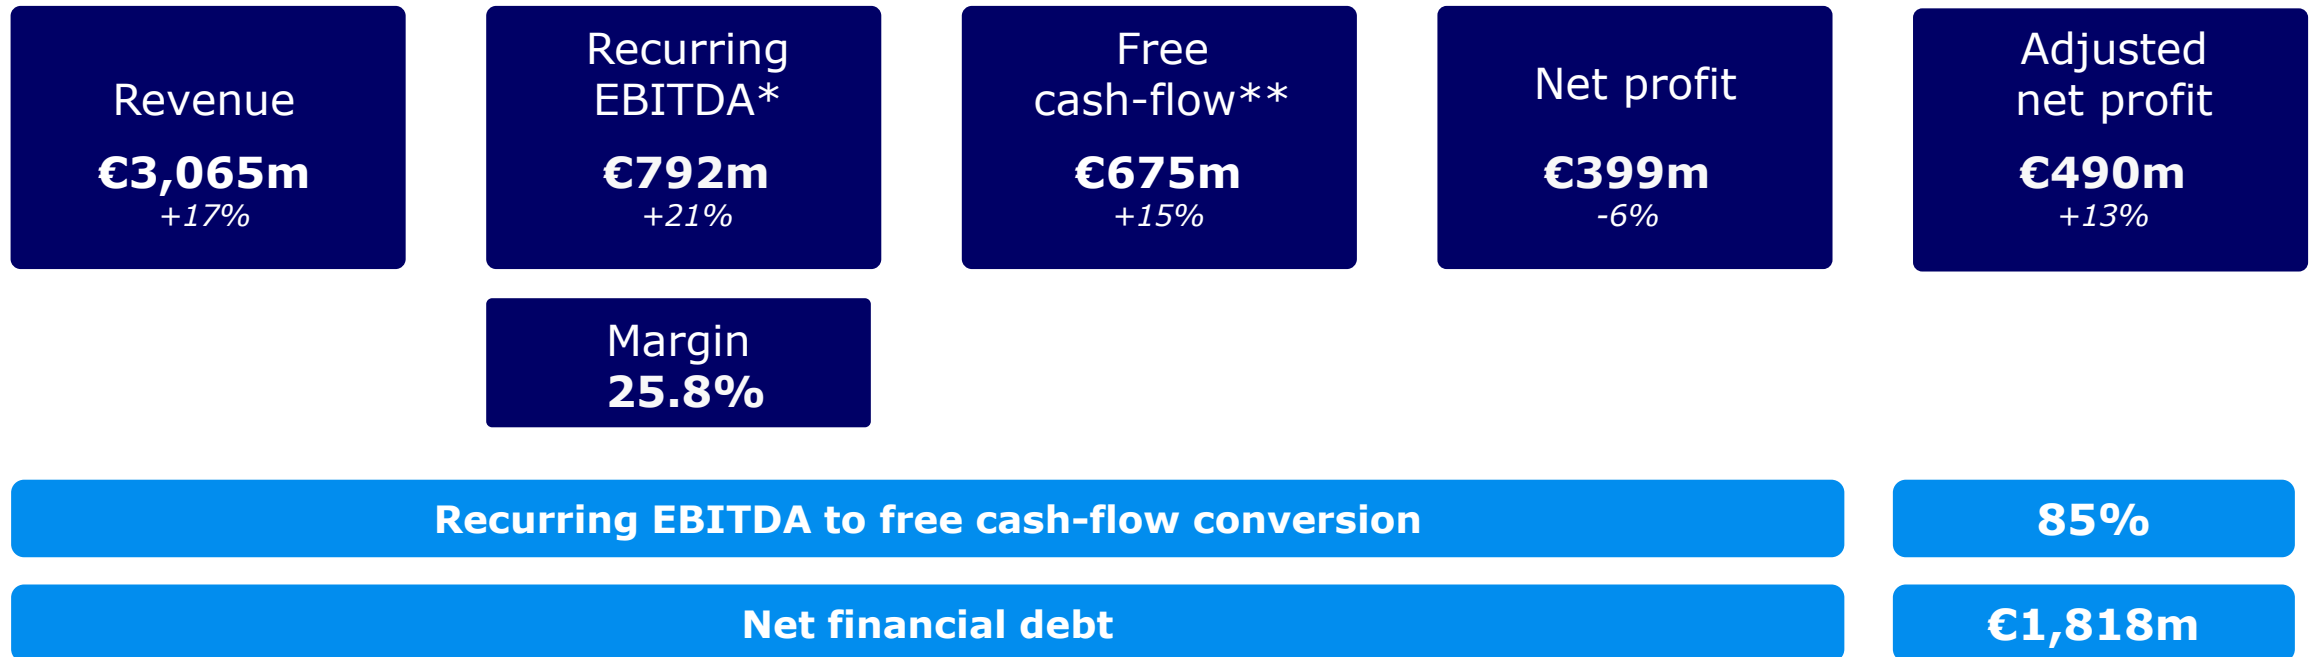 Revenue
€3,065m
+17%
Recurring
EBITDA*
€792m
+21%
Margin
25.8%
Free
cash-flow**
€675m
+15%
Net profit
€399m
-6%
Adjusted
net profit
€490m
+13%
Recurring EBITDA to free cash-flow conversion
85%
Net financial debt
€1,818m